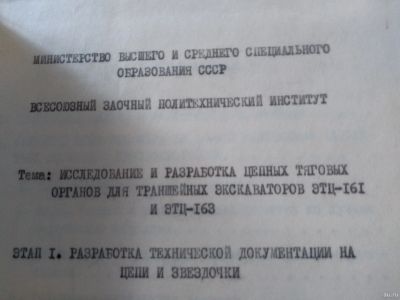 МИНИСТЕРСТВО ВЫСШЕГО И СРЕДНЕГО СПЕЦИАЛЬНОГО
ОБРАЗОВАНИЯ СССР
ВСЕСОЮЗНЫЙ ЗАОЧНЫЙ ПОЛИТЕХНИЧЕСКИЙ ИНСТИТУТ
Тема: ИССЛЕДОВАНИЕ И РАЗРАБОТКА ЦЕПНЫХ ТЯГОВЫХ
ОРГАНОВ ДЛЯ ТРАНШЕЙНЫХ ЭКСКАВАТОРОВ ЭТЦ-161
И ЭТЦ-163
ЭТАП I. РАЗРАБОТКА ТЕХНИЧЕСКОЙ ДОКУМЕНТАЦИИ НА
ЦЕПИ И ЗВЕЗДОЧКИ